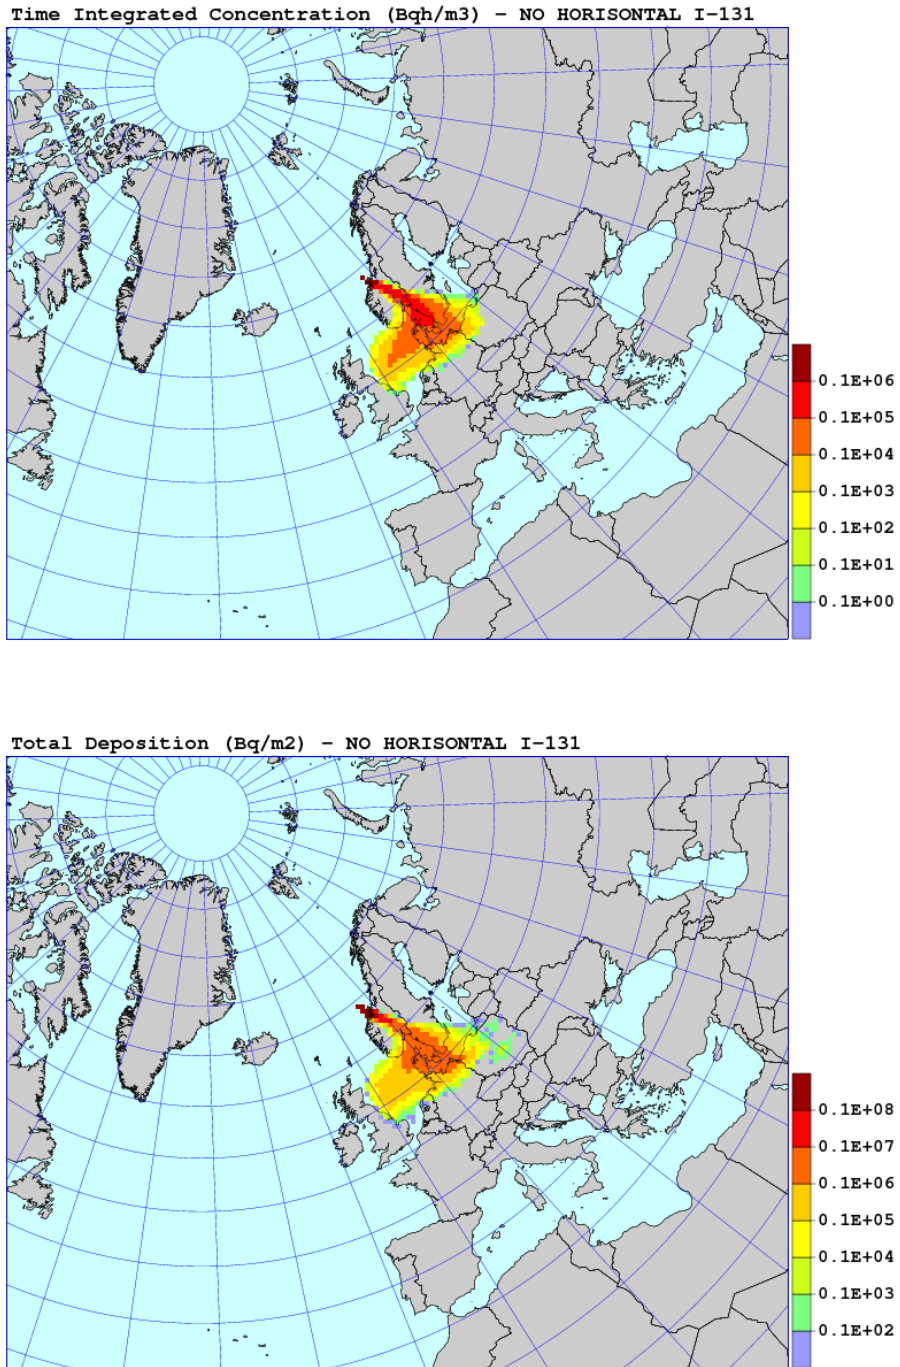 Time Integrated Concentration (Bqh/m3) – NO HORISONTAL I–131
0.1E+06
0.1E+05
0.1E+04
0.1E+03
0.1E+02
0.1E+01
0.1E+00
Total Deposition (Bq/m2) – NO HORISONTAL I–131
0.1E+08
0.1E+07
0.1E+06
0.1E+05
0.1E+04
0.1E+03
0.1E+02